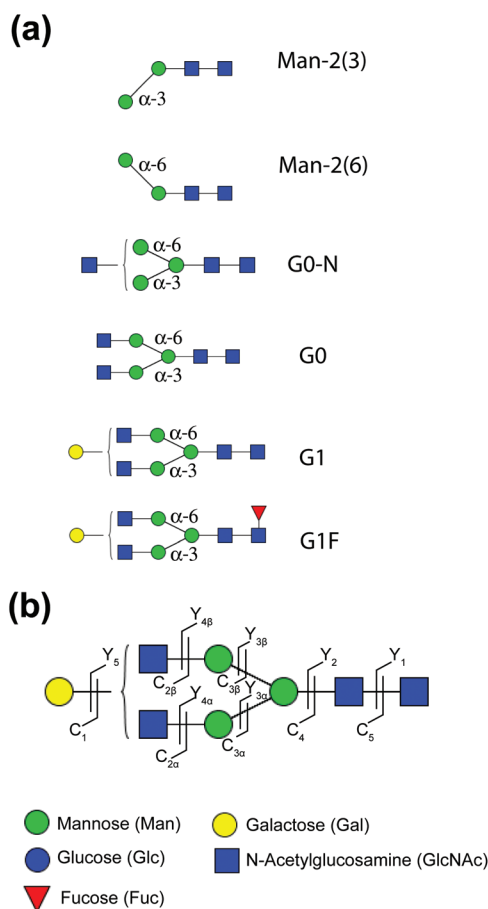 (a)
Man-2(3)
α-3
α-6
Man-2(6)
α-6
G0-N
α-3
α-6
G0
α-3
α-6
G1
α-3
α-6
G1F
α-3
(b)
Y4β
Y5 Y3β Y2 Y1
C2β C3β
Y4α Y3α
C1 C4 C5
C2α C3α
Mannose (Man) Galactose (Gal)
Glucose (Glc) N-Acetylglucosamine (GlcNAc)
Fucose (Fuc)